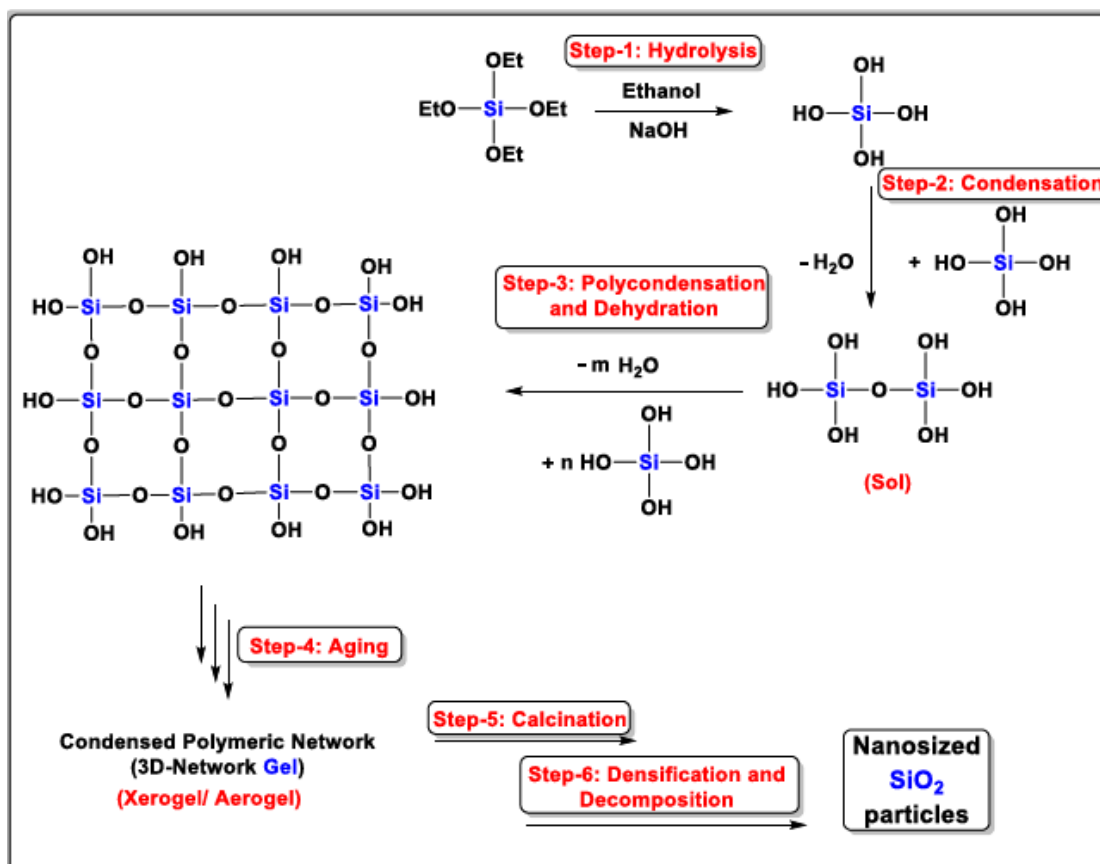 Step-1: Hydrolysis
OEt
EtO Si OEt
OEt
Ethanol
NaOH
OH
HO Si OH
OH
Step-2: Condensation
- H2O
+
OH
HO Si OH
OH
OH OH
HO Si O Si OH
OH OH
(Sol)
Step-3: Polycondensation
and Dehydration
- m H2O
+ n
OH
HO Si OH
OH
OH OH OH OH
HO Si O Si O Si O Si OH
O O O O
HO Si O Si O Si O Si OH
O O O O
HO Si O Si O Si O Si OH
OH OH OH OH
Step-4: Aging
Condensed Polymeric Network
(3D-Network Gel)
(Xerogel/ Aerogel)
Step-5: Calcination
Step-6: Densification and
Decomposition
Nanosized
SiO2
particles